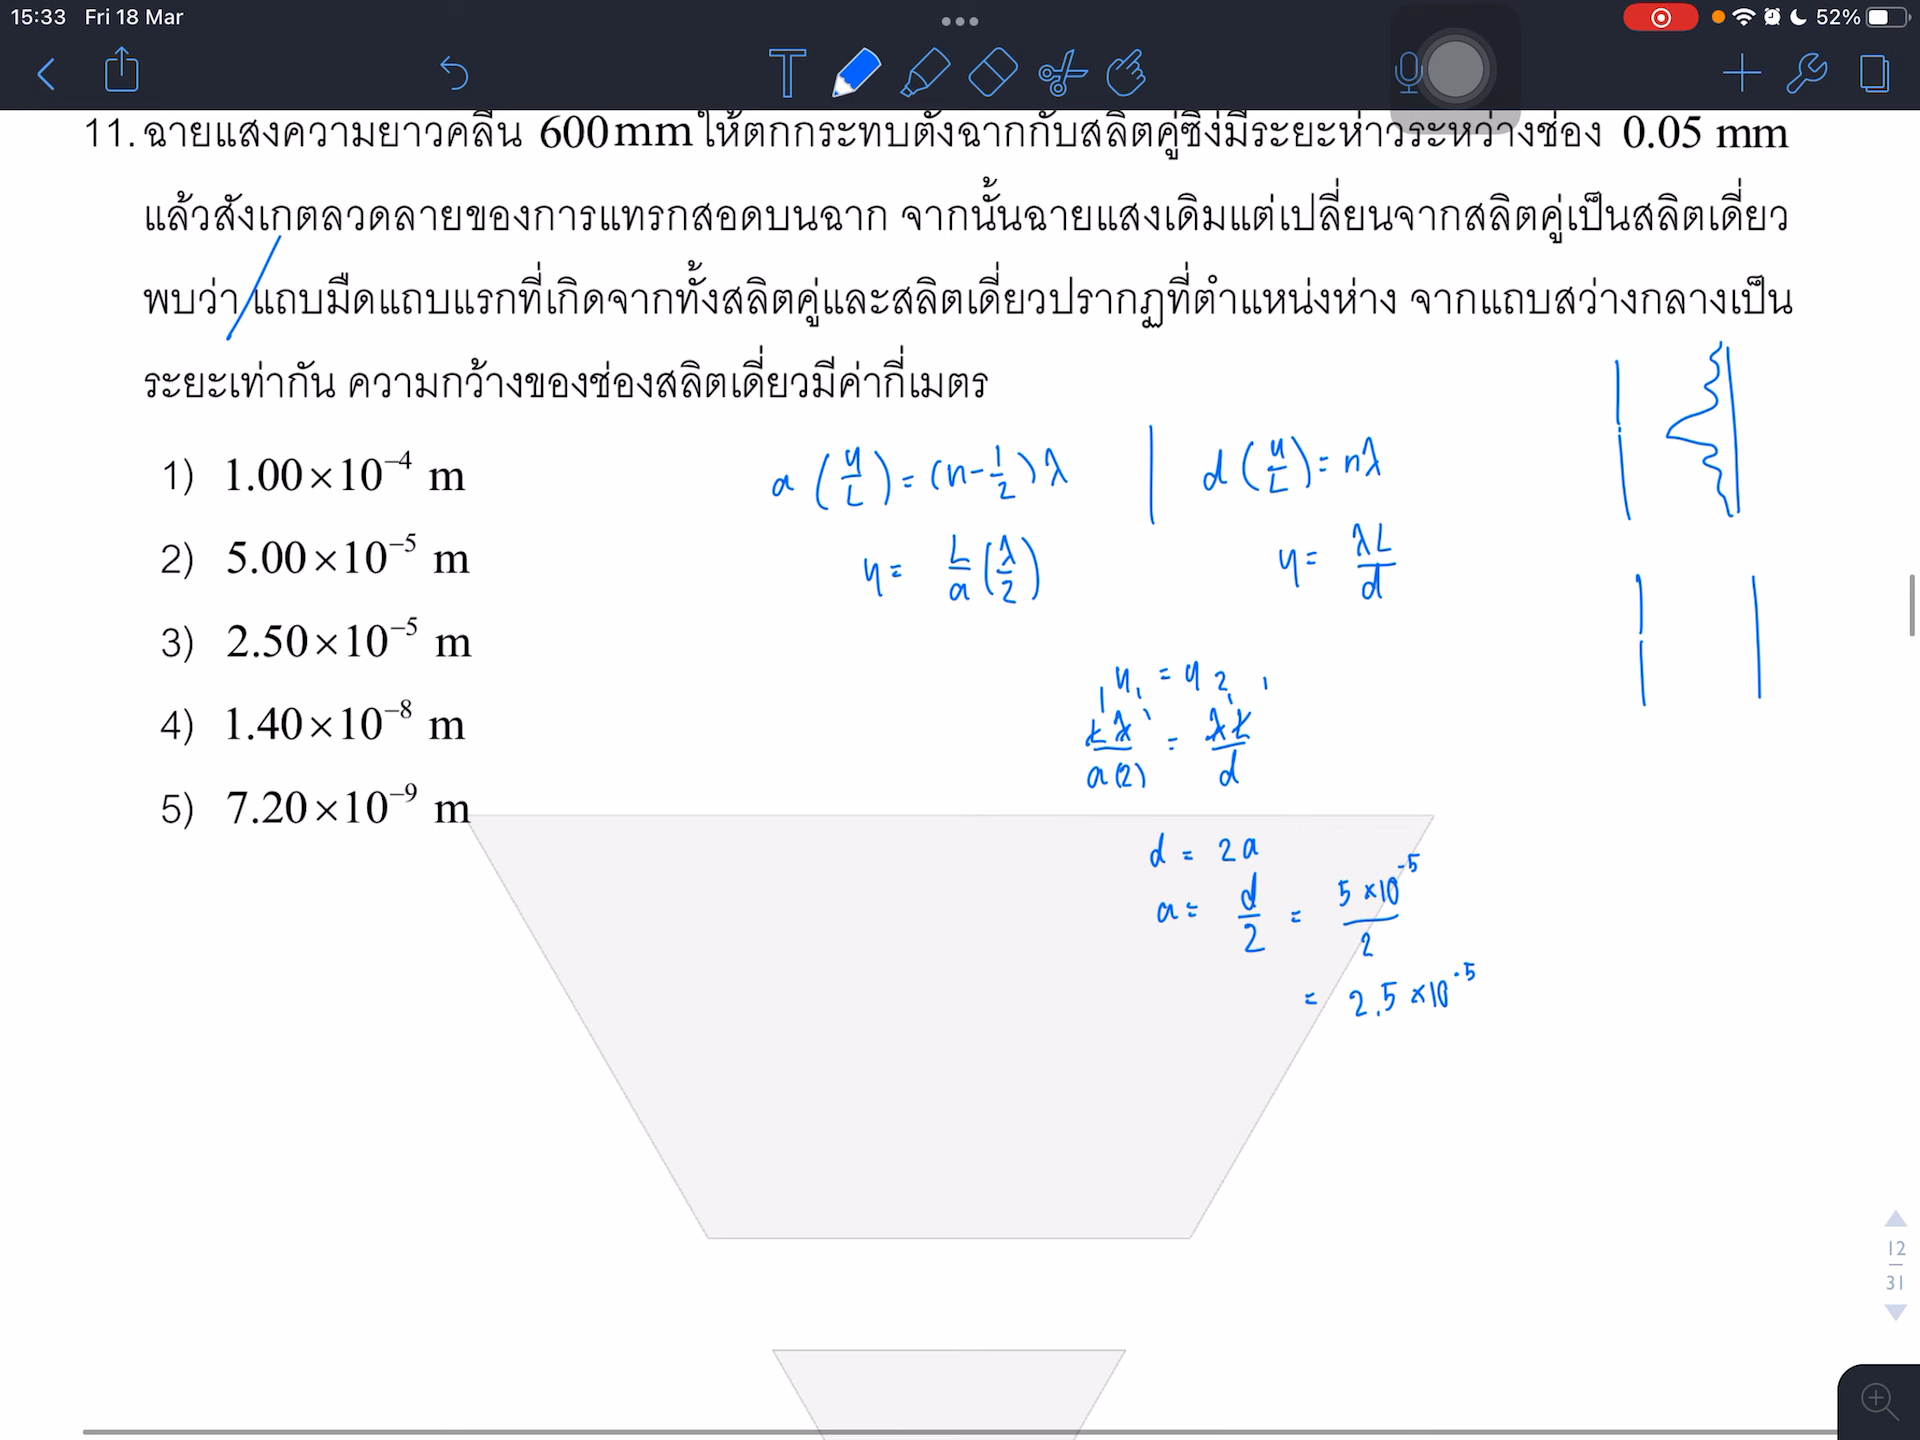 15:33 Fri 18 Mar
52%
11. ฉายแสงความยาวคลื่น 600 mm ให้ตกกระทบตั้งฉากกับสลิตคู่ซึ่งมีระยะห่าวระหว่างช่อง 0.05 mm
แล้วสังเกตลวดลายของการแทรกสอดบนฉาก จากนั้นฉายแสงเดิมแต่เปลี่ยนจากสลิตคู่เป็นสลิตเดี่ยว
พบว่า แถบมืดแถบแรกที่เกิดจากทั้งสลิตคู่และสลิตเดี่ยวปรากฏที่ตำแหน่งห่าง จากแถบสว่างกลางเป็น
ระยะเท่ากัน ความกว้างของช่องสลิตเดี่ยวมีค่ากี่เมตร
1) 1.00×10⁻⁴ m
2) 5.00×10⁻⁵ m
3) 2.50×10⁻⁵ m
4) 1.40×10⁻⁸ m
5) 7.20×10⁻⁹ m
a (y/L) = (n-1/2) λ | d (y/L) = nλ
y = L/a (λ/2) y = λL/d
y₁ = y₂
Lλ/a(2) = λL/d
d = 2a
a = d/2 = 5×10⁻⁵/2
= 2.5×10⁻⁵
12
31